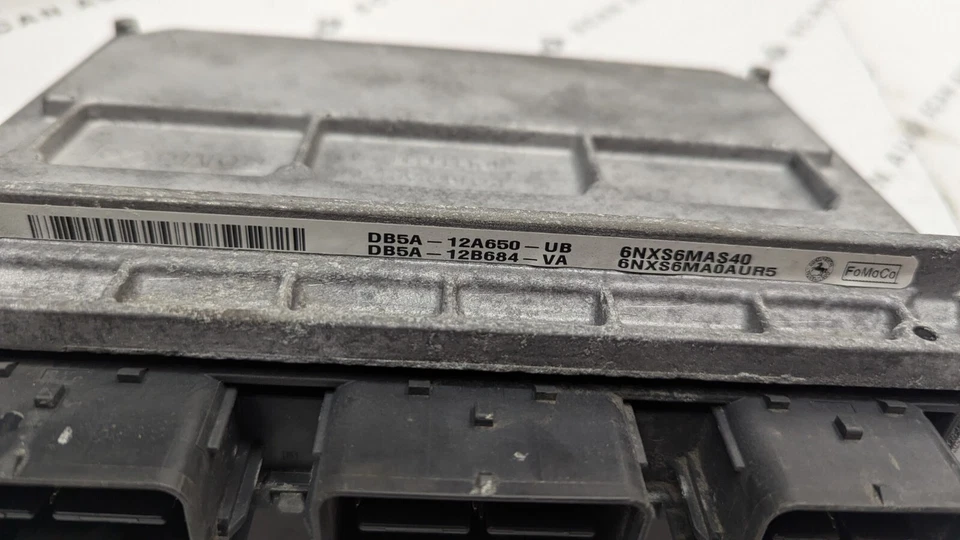 DB5A-12A650-UB
DB5A-12B684-VA
6NXS6MAS40
6NXS6MA0AUR5
FoMoCo